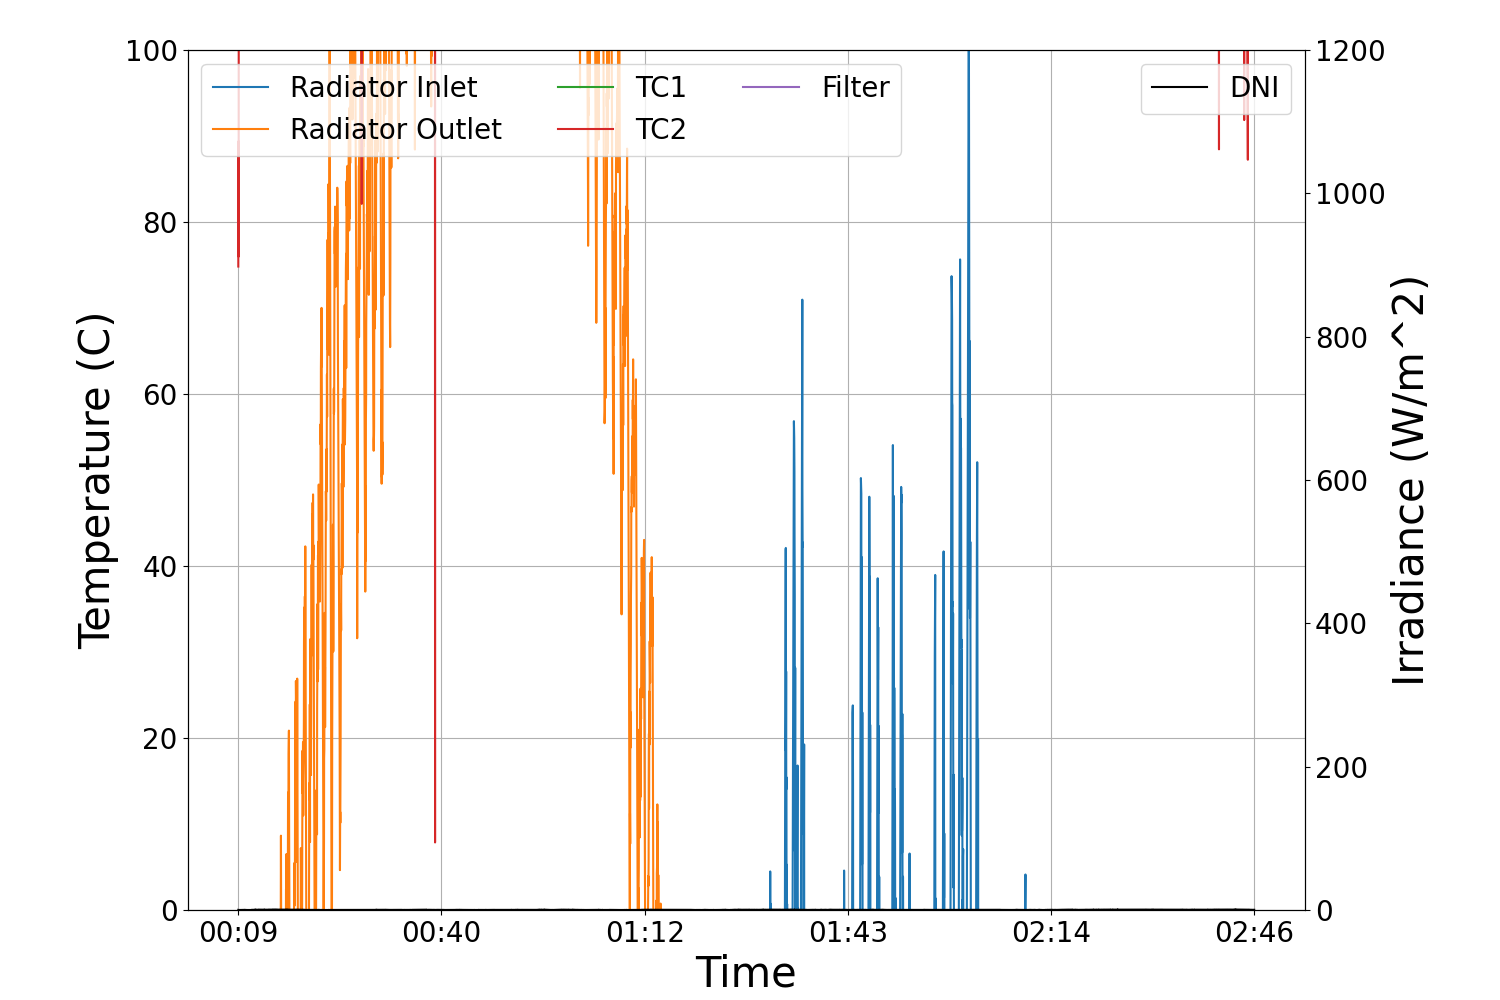 100
80
60
40
20
0
Temperature (C)
Radiator Inlet
Radiator Outlet
TC1
TC2
Filter
DNI
1200
1000
800
600
400
200
0
Irradiance (W/m^2)
00:09 00:40 01:12 01:43 02:14 02:46
Time